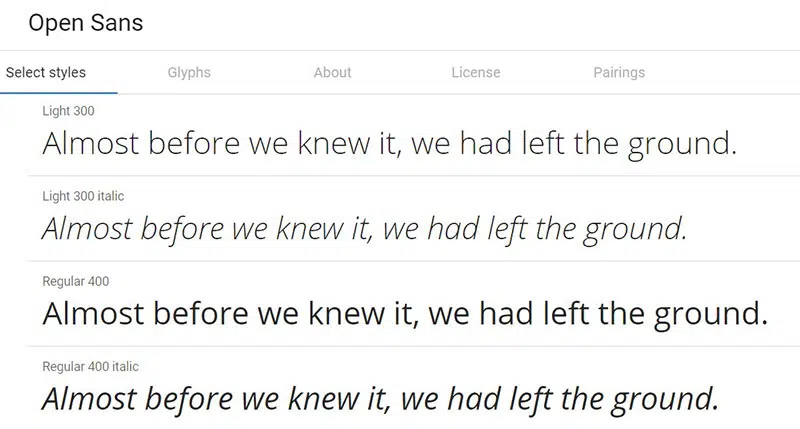 Open Sans
Select styles Glyphs About License Pairings
Light 300
Almost before we knew it, we had left the ground.
Light 300 italic
Almost before we knew it, we had left the ground.
Regular 400
Almost before we knew it, we had left the ground.
Regular 400 italic
Almost before we knew it, we had left the ground.